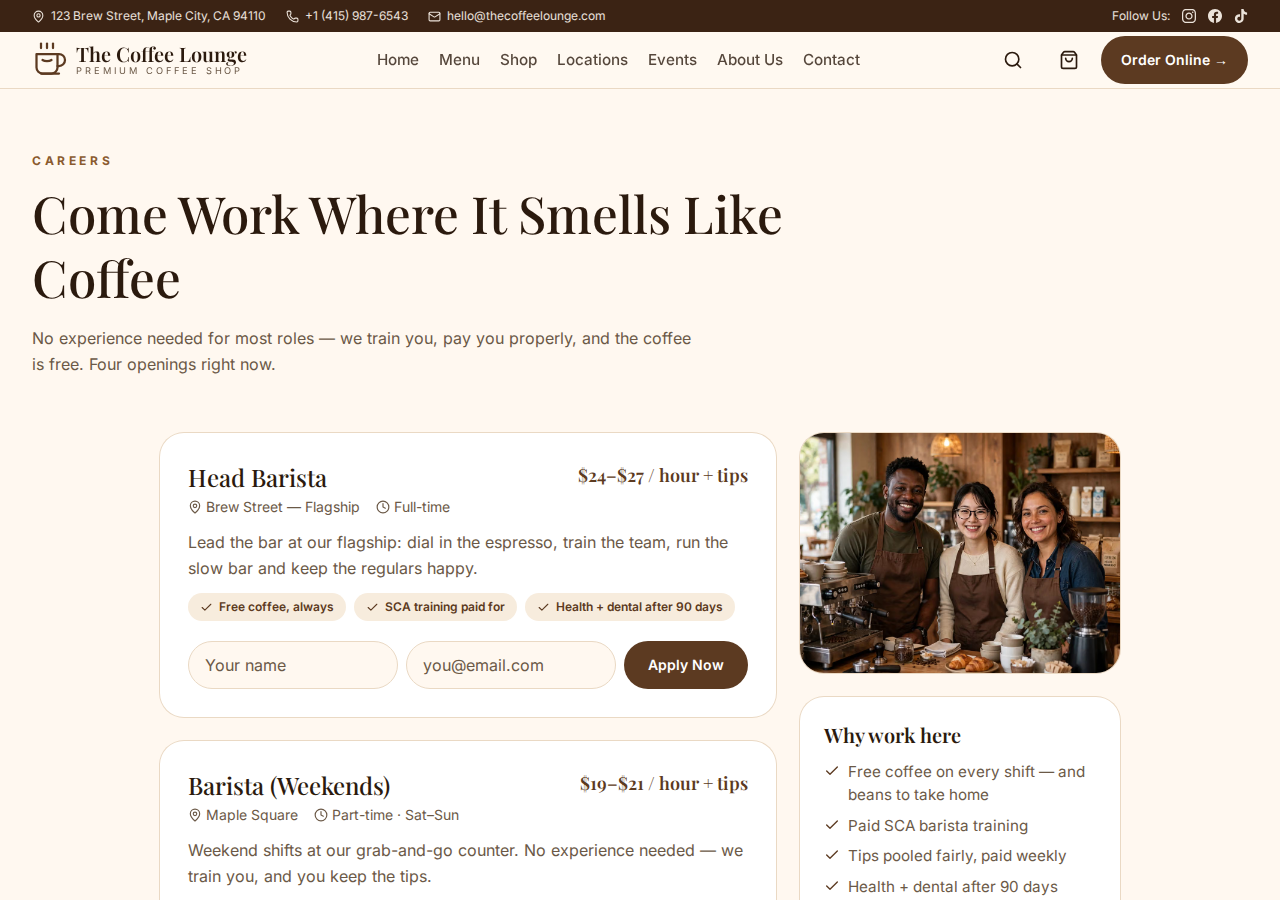 123 Brew Street, Maple City, CA 94110
+1 (415) 987-6543
hello@thecoffeelounge.com
Follow Us:
The Coffee Lounge
PREMIUM COFFEE SHOP
Home
Menu
Shop
Locations
Events
About Us
Contact
Order Online →
CAREERS
Come Work Where It Smells Like
Coffee
No experience needed for most roles — we train you, pay you properly, and the coffee
is free. Four openings right now.
Head Barista
$24–$27 / hour + tips
Brew Street — Flagship
Full-time
Lead the bar at our flagship: dial in the espresso, train the team, run the
slow bar and keep the regulars happy.
Free coffee, always
SCA training paid for
Health + dental after 90 days
Your name
you@email.com
Apply Now
Barista (Weekends)
$19–$21 / hour + tips
Maple Square
Part-time · Sat–Sun
Weekend shifts at our grab-and-go counter. No experience needed — we
train you, and you keep the tips.
Why work here
Free coffee on every shift — and
beans to take home
Paid SCA barista training
Tips pooled fairly, paid weekly
Health + dental after 90 days